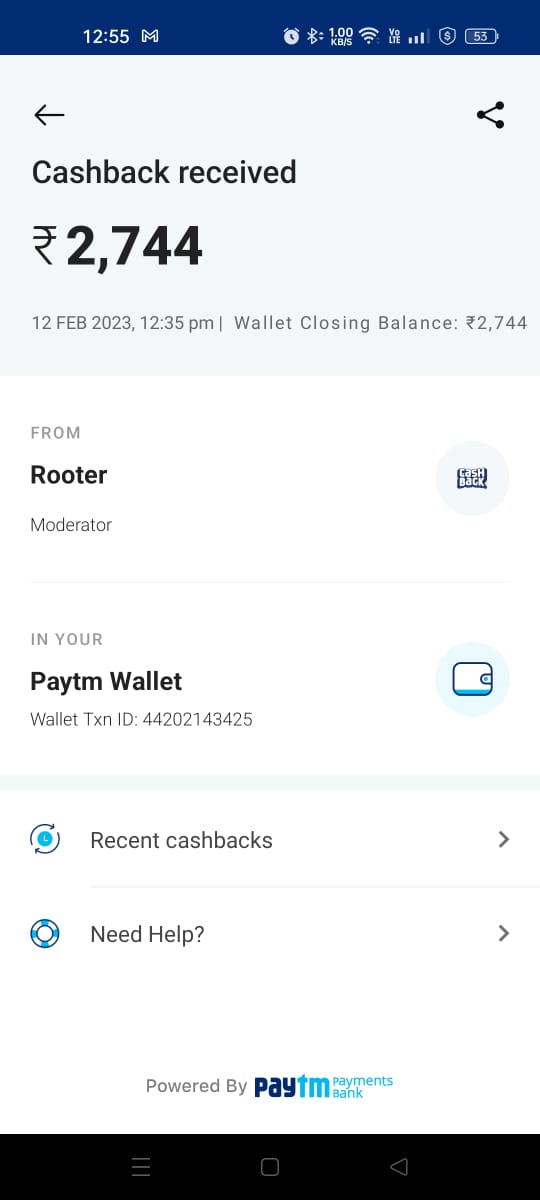 12:55
1.00 KB/S
Vo LTE
53
Cashback received
₹2,744
12 FEB 2023, 12:35 pm | Wallet Closing Balance: ₹2,744
FROM
Rooter
CASH
BACK
Moderator
IN YOUR
Paytm Wallet
Wallet Txn ID: 44202143425
Recent cashbacks
Need Help?
Powered By paytm Payments Bank